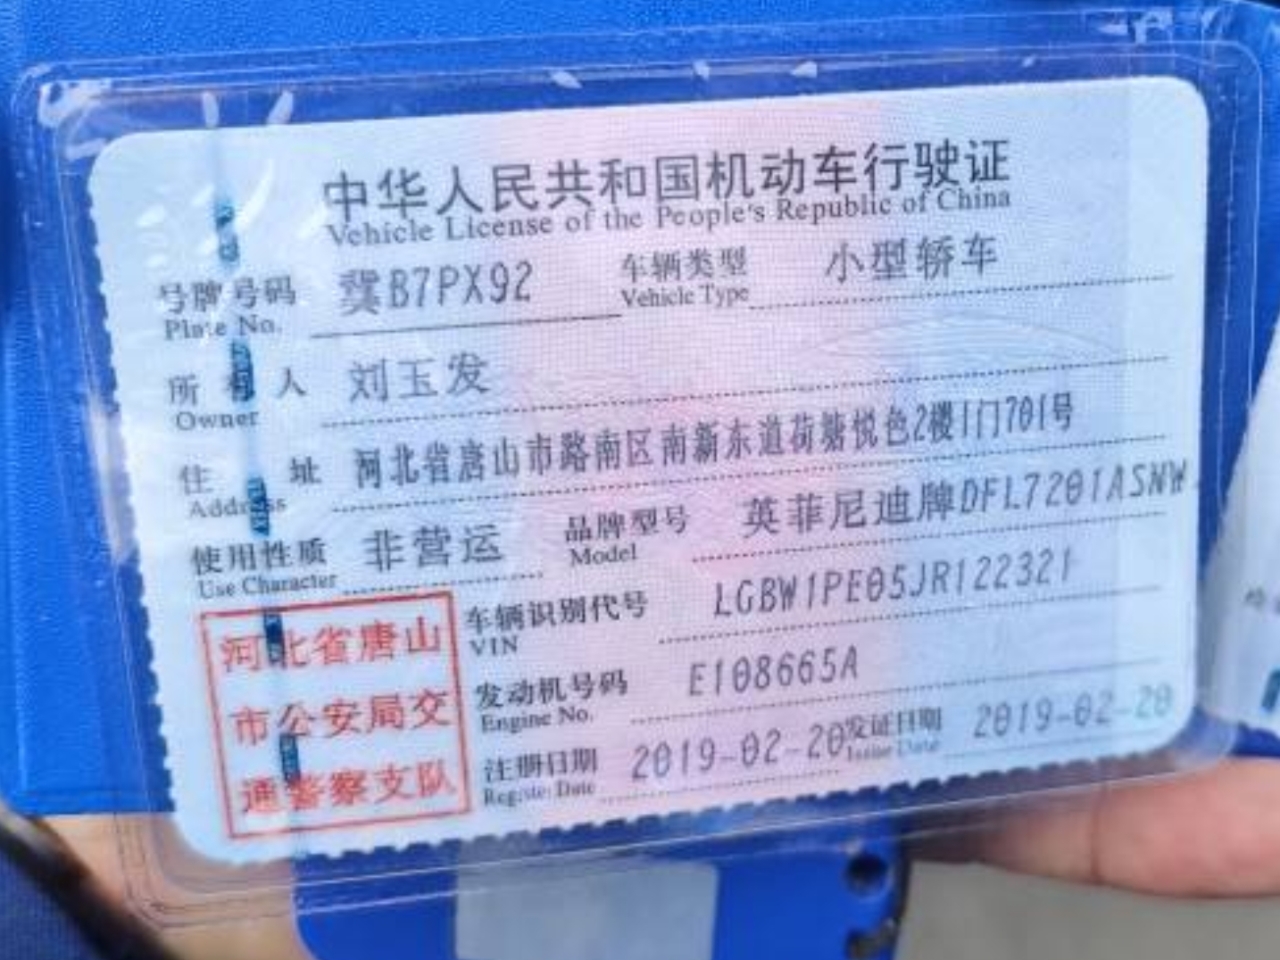 中华人民共和国机动车行驶证
Vehicle License of the People's Republic of China
号牌号码 冀B7PX92 车辆类型 小型轿车
Plate No. Vehicle Type
所有人 刘玉发
Owner
住址 河北省唐山市路南区南新东道荷塘悦色2楼1门701号
Address
使用性质 非营运 品牌型号 英菲尼迪牌DFL7201ASNW
Use Character Model
车辆识别代号 LGBW1PE05JR122321
VIN
发动机号码 E108665A
Engine No.
注册日期 2019-02-20 发证日期 2019-02-20
Register Date Issue Date
河北省唐山
市公安局交
通警察支队